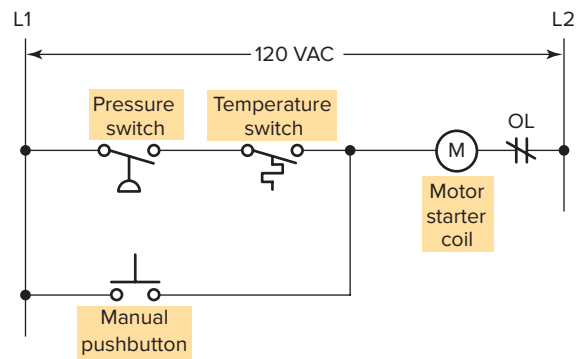 L1
L2
120 VAC
Pressure
switch
Temperature
switch
OL
M
Motor
starter
coil
Manual
pushbutton